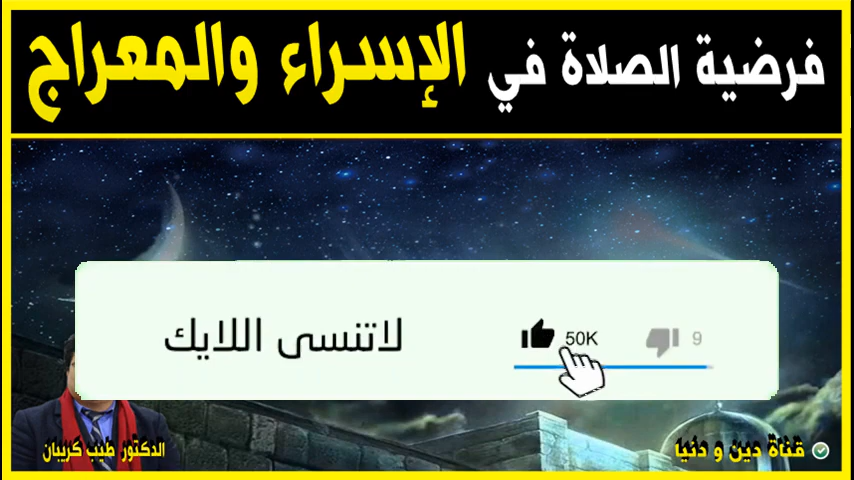 فرضية الصلاة في الإسراء والمعراج
لاتنسى اللايك
50K
9
قناة دين و دنيا
الدكتور طيب كريبان